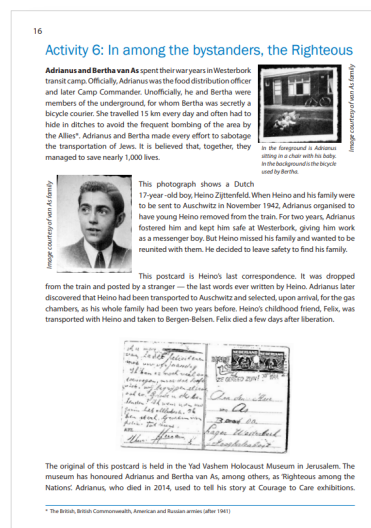 16
Activity 6: In among the bystanders, the Righteous
Adrianus and Bertha van As spent their war years in Westerbork
transit camp. Officially, Adrianus was the food distribution officer
and later Camp Commander. Unofficially, he and Bertha were
members of the underground, for whom Bertha was secretly a
bicycle courier. She travelled 15 km every day and often had to
hide in ditches to avoid the frequent bombing of the area by
the Allies*. Adrianus and Bertha made every effort to sabotage
the transportation of Jews. It is believed that, together, they
managed to save nearly 1,000 lives.
Image courtesy of van As family
In the foreground is Adrianus
sitting in a chair with his baby.
In the background is the bicycle
used by Bertha.
Image courtesy of van As family
This photograph shows a Dutch
17-year -old boy, Heino Zijttenfeld. When Heino and his family were
to be sent to Auschwitz in November 1942, Adrianus organised to
have young Heino removed from the train. For two years, Adrianus
fostered him and kept him safe at Westerbork, giving him work
as a messenger boy. But Heino missed his family and wanted to be
reunited with them. He decided to leave safety to find his family.
This postcard is Heino's last correspondence. It was dropped
from the train and posted by a stranger — the last words ever written by Heino. Adrianus later
discovered that Heino had been transported to Auschwitz and selected, upon arrival, for the gas
chambers, as his whole family had been two years before. Heino's childhood friend, Felix, was
transported with Heino and taken to Bergen-Belsen. Felix died a few days after liberation.
The original of this postcard is held in the Yad Vashem Holocaust Museum in Jerusalem. The
museum has honoured Adrianus and Bertha van As, among others, as 'Righteous among the
Nations'. Adrianus, who died in 2014, used to tell his story at Courage to Care exhibitions.
* The British, British Commonwealth, American and Russian armies (after 1941)